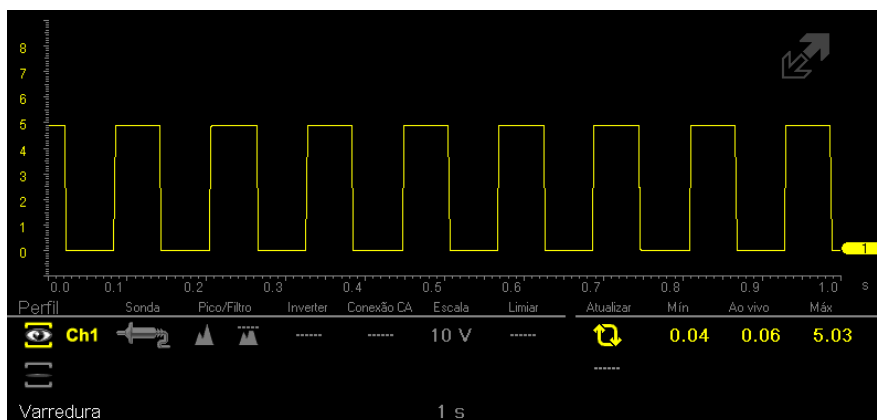 8
7
6
5
4
3
2
1
0
1
0.0 0.1 0.2 0.3 0.4 0.5 0.6 0.7 0.8 0.9 1.0 s
Perfil Sonda Pico/Filtro Inverter Conexão CA Escala Limiar Atualizar Mín Ao vivo Máx
Ch1 ----- ----- 10 V ----- 0.04 0.06 5.03
-----
Varredura 1 s